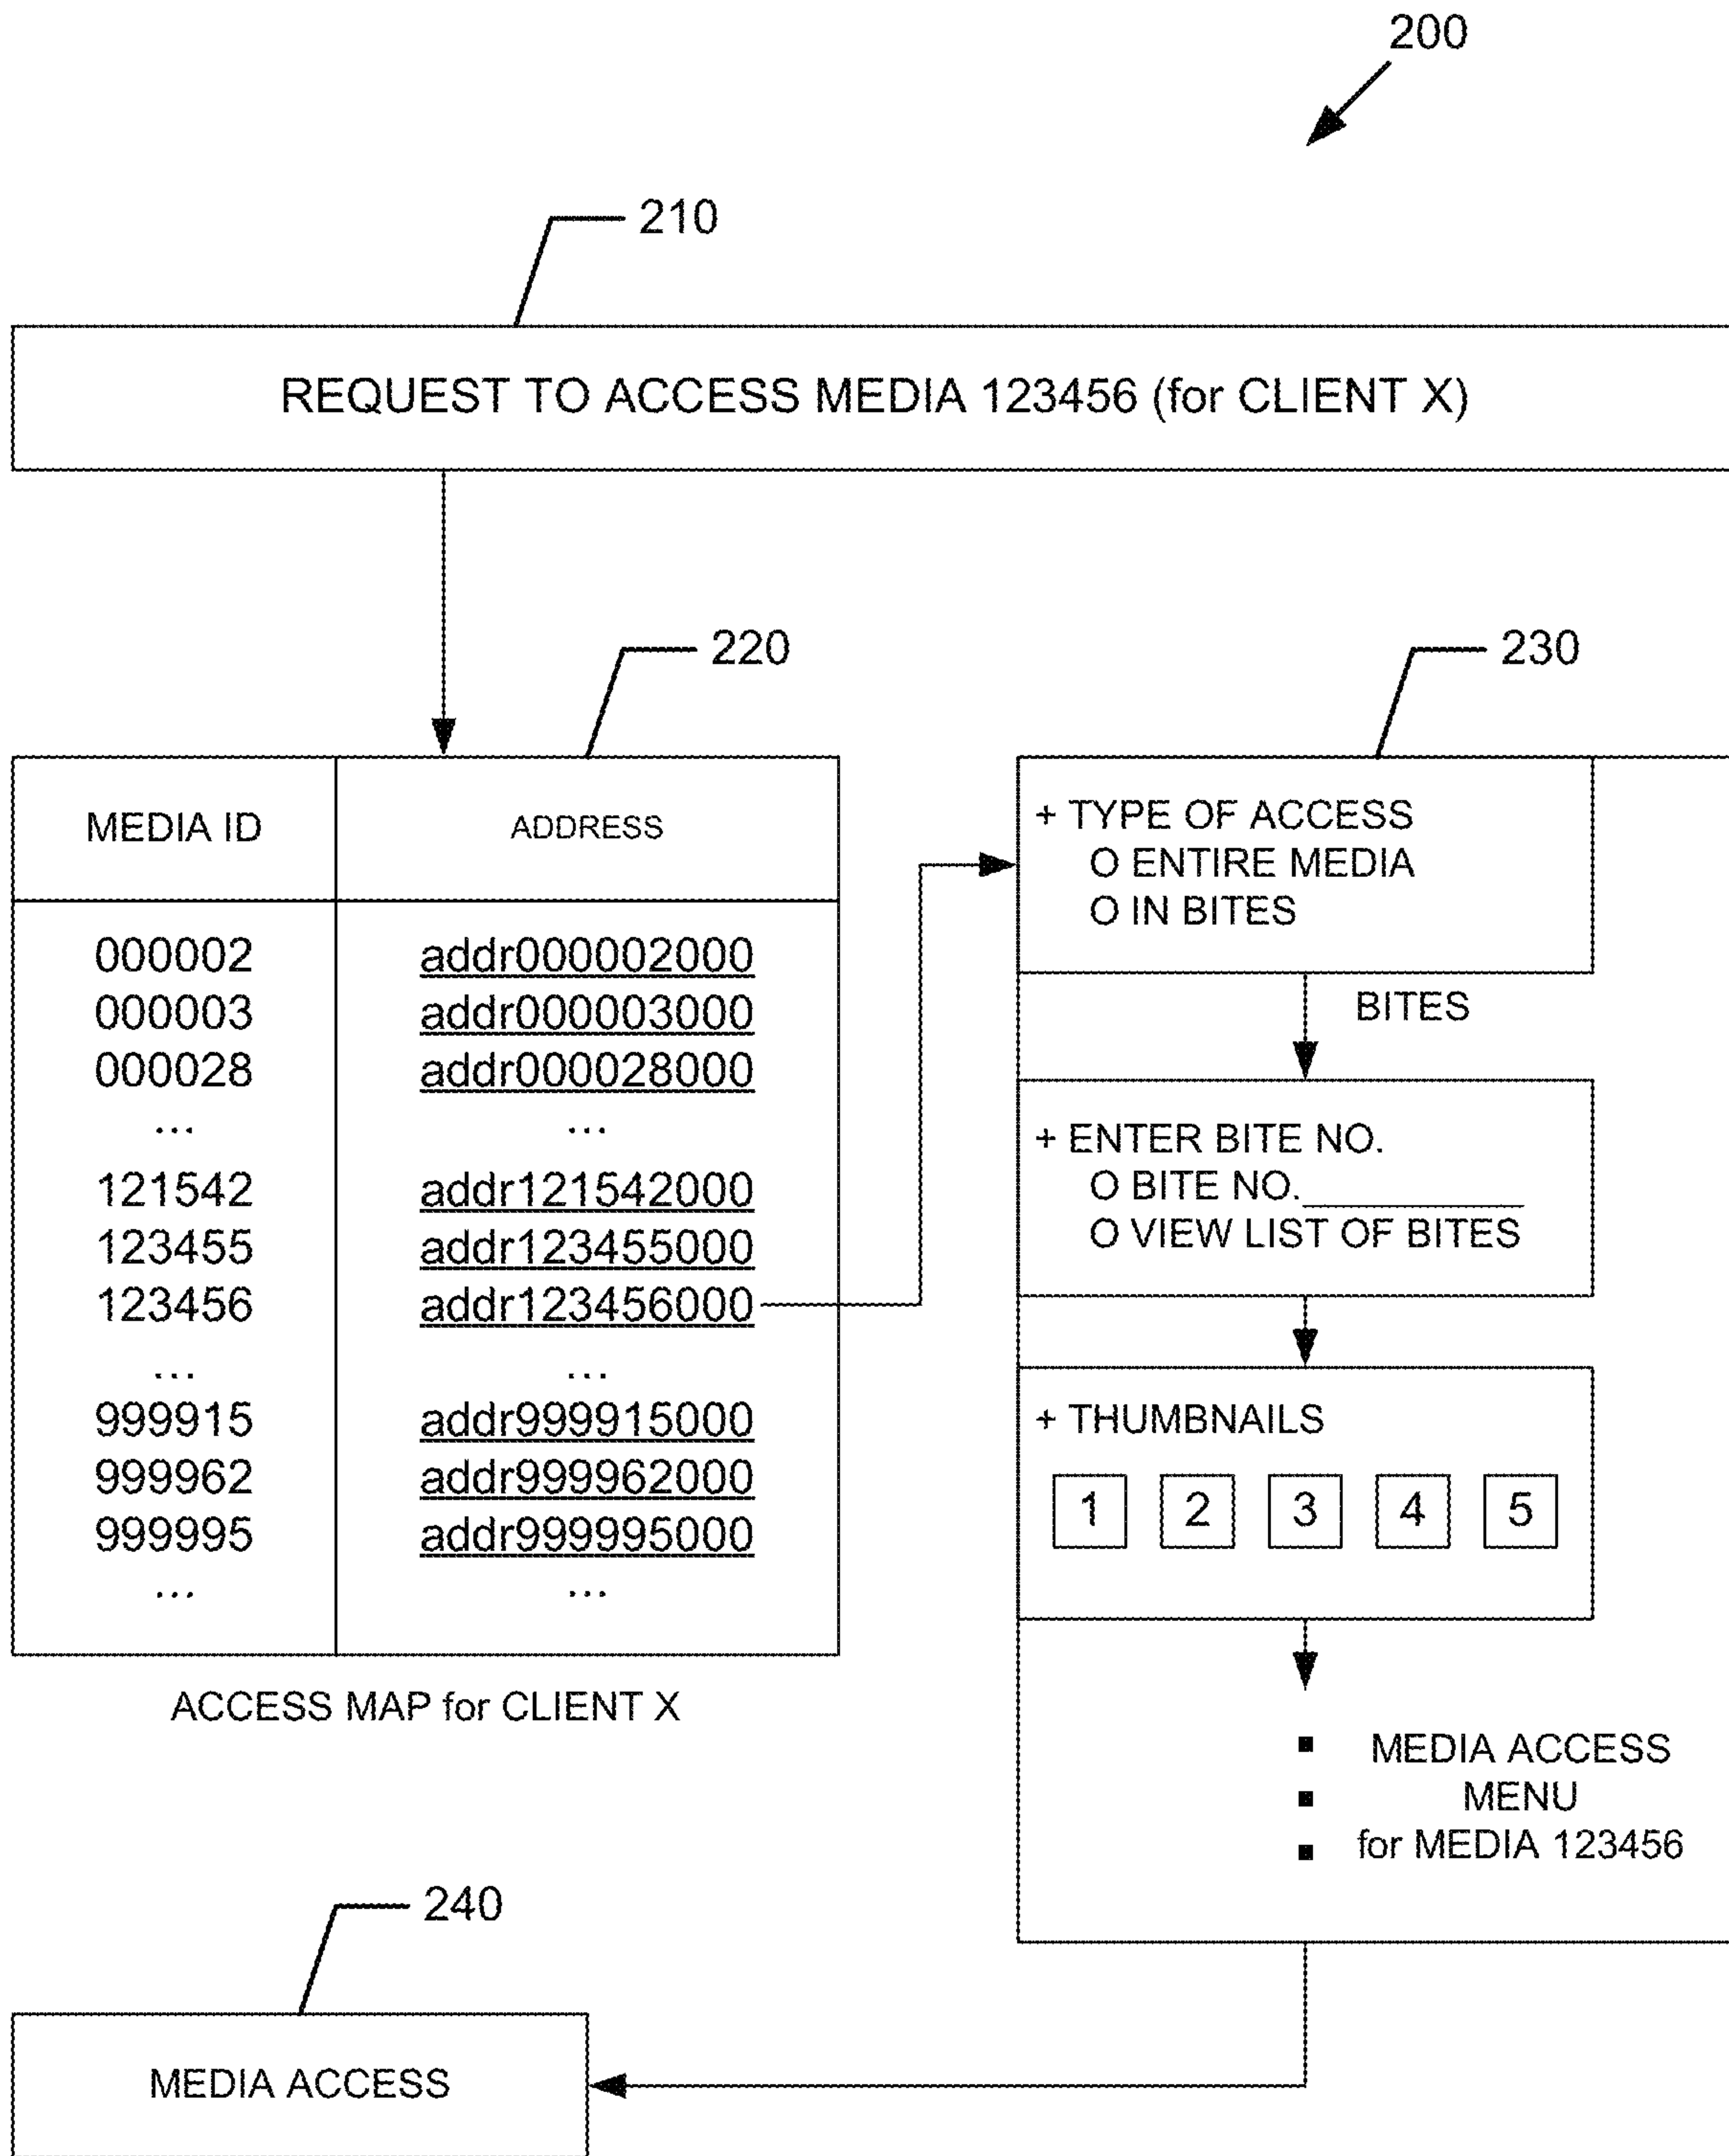 200
210
REQUEST TO ACCESS MEDIA 123456 (for CLIENT X)
220
MEDIA ID ADDRESS
000002 addr000002000
000003 addr000003000
000028 addr000028000
... ...
121542 addr121542000
123455 addr123455000
123456 addr123456000
... ...
999915 addr999915000
999962 addr999962000
999995 addr999995000
... ...
ACCESS MAP for CLIENT X
230
+ TYPE OF ACCESS
O ENTIRE MEDIA
O IN BITES
BITES
+ ENTER BITE NO.
O BITE NO.__________
O VIEW LIST OF BITES
+ THUMBNAILS
1 2 3 4 5
MEDIA ACCESS
MENU
for MEDIA 123456
240
MEDIA ACCESS